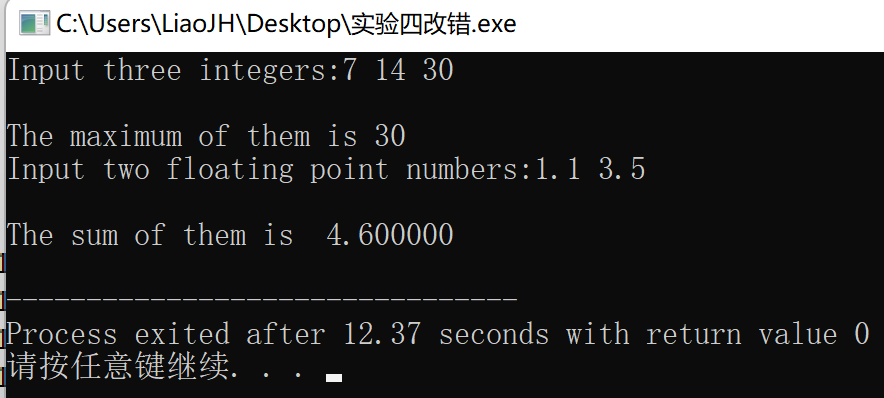 C:\Users\LiaoJH\Desktop\实验四改错.exe
Input three integers:7 14 30
The maximum of them is 30
Input two floating point numbers:1.1 3.5
The sum of them is  4.600000
--------------------------------
Process exited after 12.37 seconds with return value 0
请按任意键继续. . .